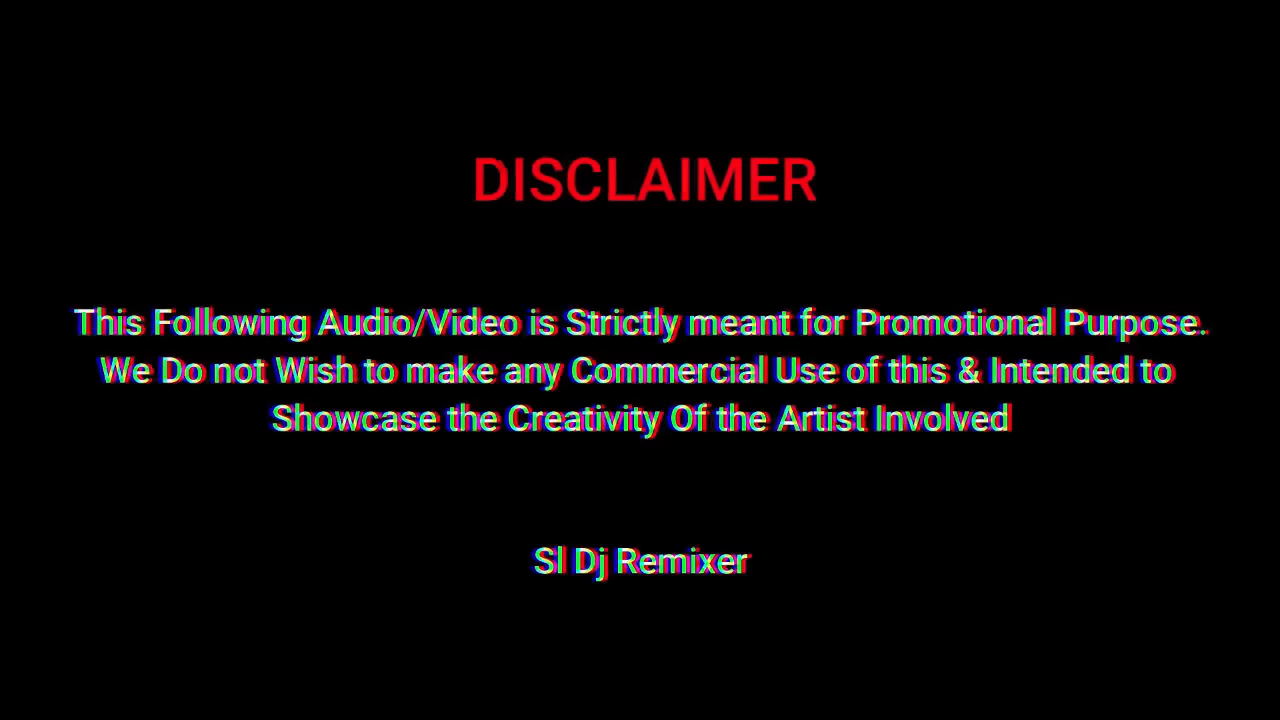 DISCLAIMER
This Following Audio/Video is Strictly meant for Promotional Purpose.
We Do not Wish to make any Commercial Use of this & Intended to
Showcase the Creativity Of the Artist Involved
Sl Dj Remixer